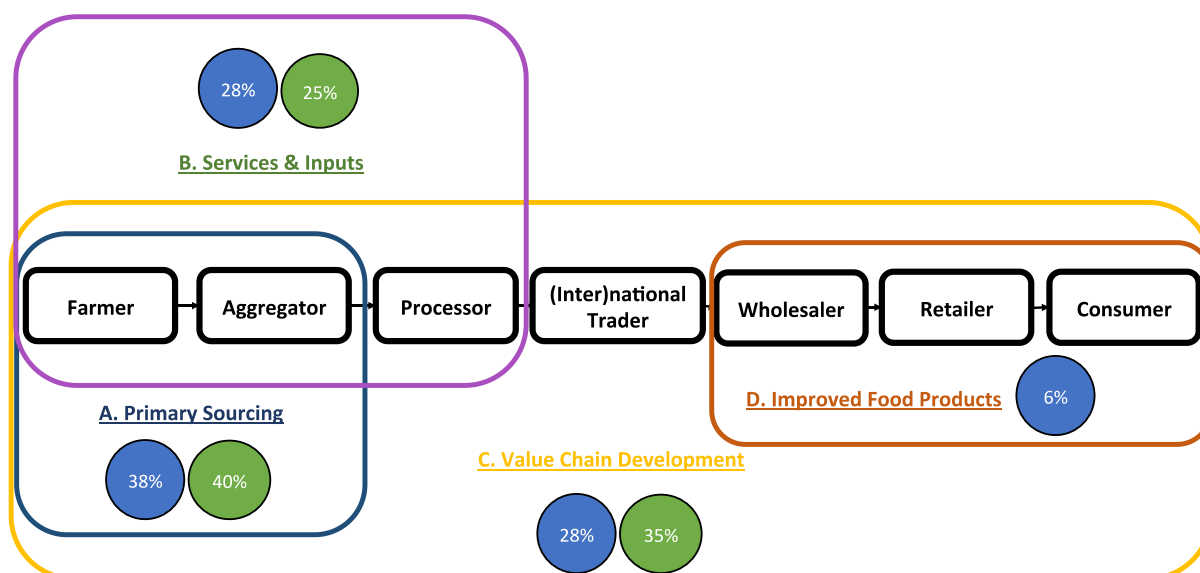 28%
25%
B. Services & Inputs
Farmer
Aggregator
Processor
(Inter)national
Trader
Wholesaler
Retailer
Consumer
A. Primary Sourcing
D. Improved Food Products
6%
C. Value Chain Development
38%
40%
28%
35%